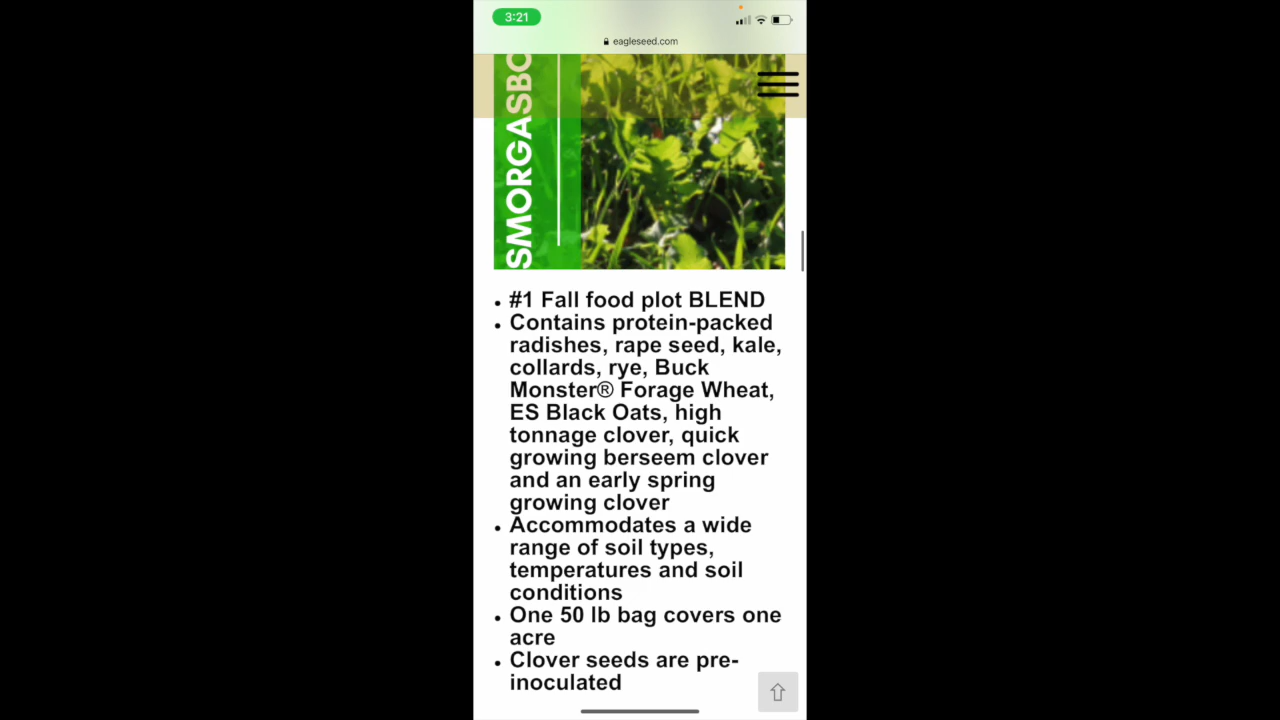 3:21
eagleseed.com
SMORGASBO
• #1 Fall food plot BLEND
• Contains protein-packed
radishes, rape seed, kale,
collards, rye, Buck
Monster® Forage Wheat,
ES Black Oats, high
tonnage clover, quick
growing berseem clover
and an early spring
growing clover
• Accommodates a wide
range of soil types,
temperatures and soil
conditions
• One 50 lb bag covers one
acre
• Clover seeds are pre-
inoculated